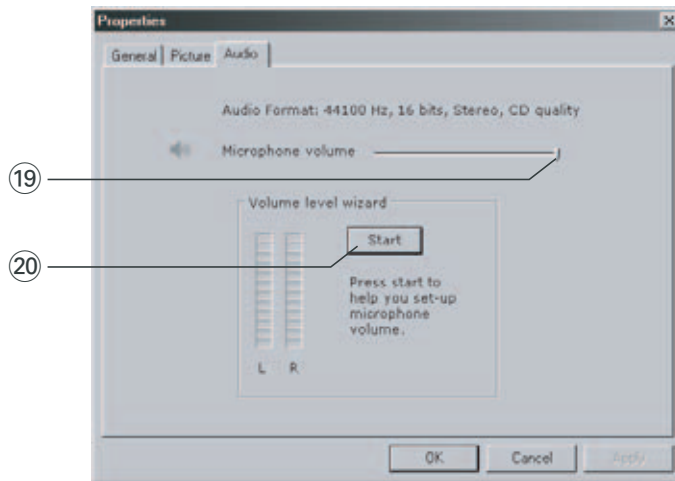 Properties
General Picture Audio
Audio Format: 44100 Hz, 16 bits, Stereo, CD quality
Microphone volume
19
Volume level wizard
Start
20
Press start to
help you set-up
microphone
volume.
L R
OK Cancel Apply